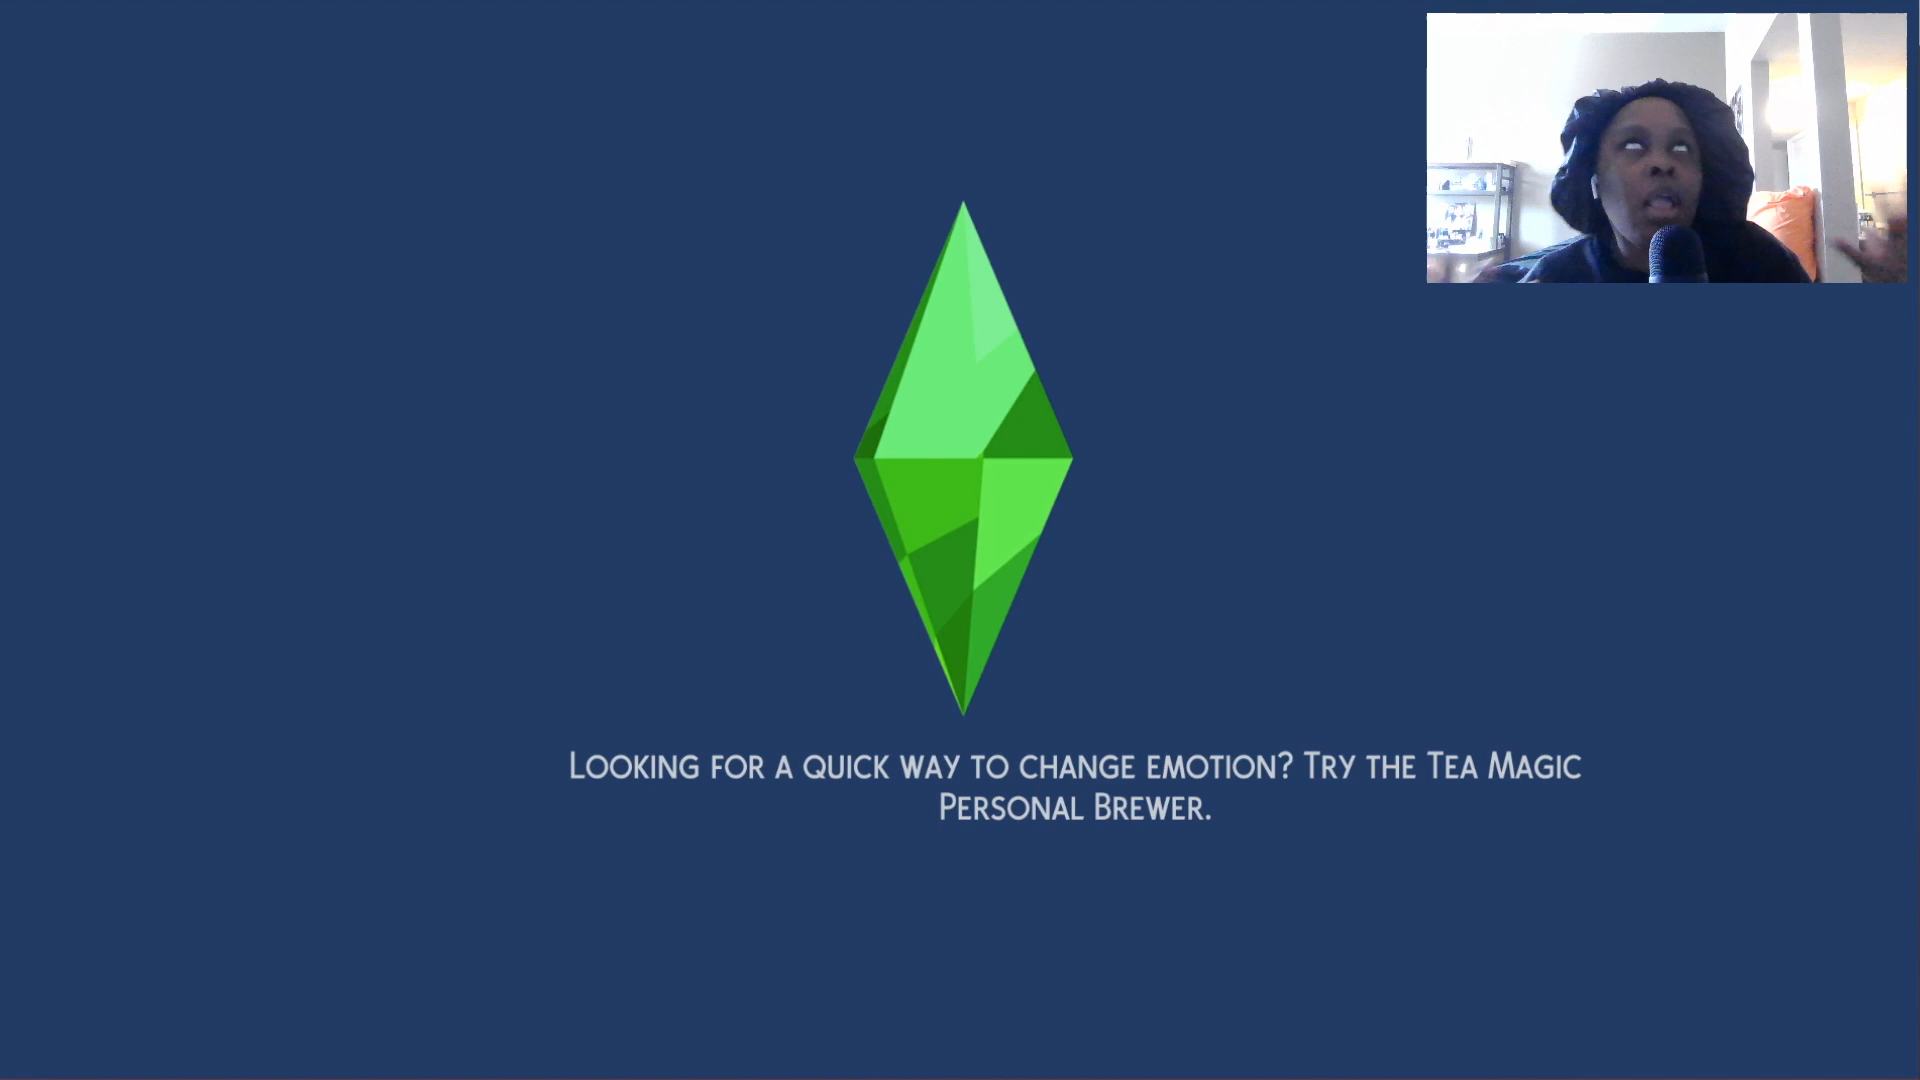 Looking for a quick way to change emotion? Try the Tea Magic
Personal Brewer.